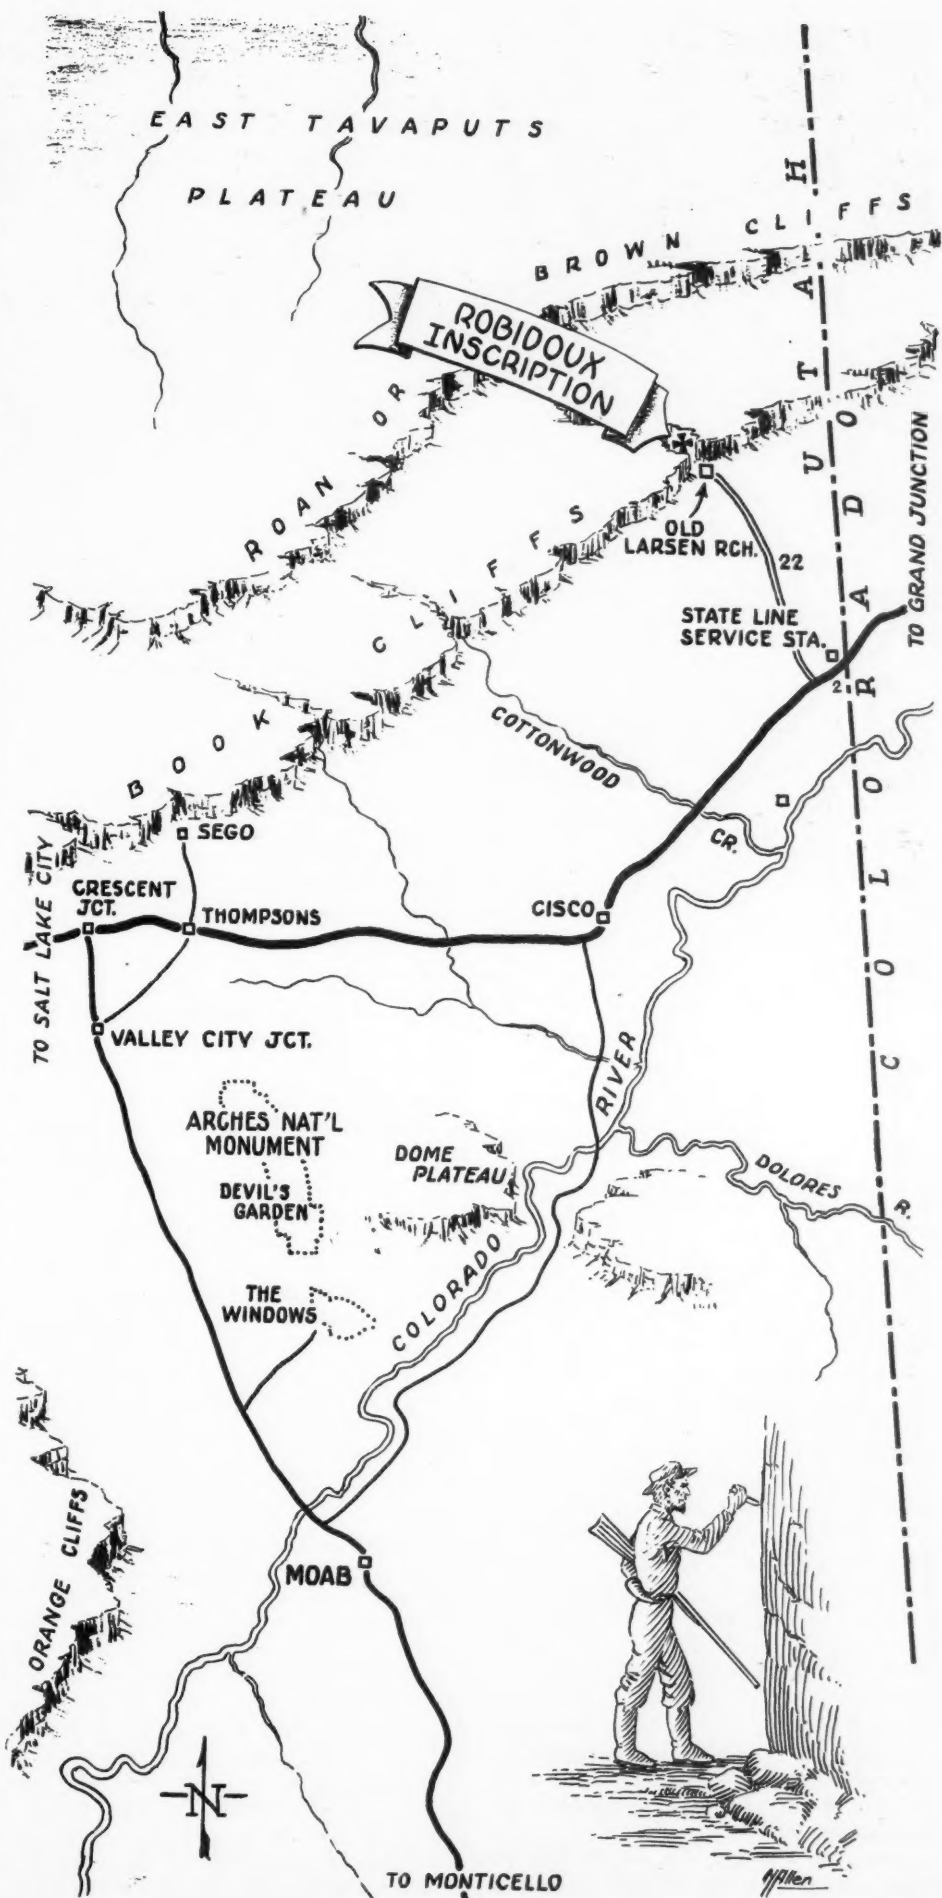 EAST TAVAPUTS
PLATEAU
UTAH
COLORADO
ROAN OR
BROWN CLIFFS
ROBIDOUX
INSCRIPTION
OLD
LARSEN RCH.
22
STATE LINE
SERVICE STA.
2
TO GRAND JUNCTION
BOOK CLIFFS
COTTONWOOD
CR.
SEGO
CRESCENT
JCT.
THOMPSONS
CISCO
TO SALT LAKE CITY
VALLEY CITY JCT.
ARCHES NAT'L
MONUMENT
DEVIL'S
GARDEN
DOME
PLATEAU
COLORADO RIVER
DOLORES R.
THE
WINDOWS
ORANGE CLIFFS
MOAB
N
TO MONTICELLO
NAllen